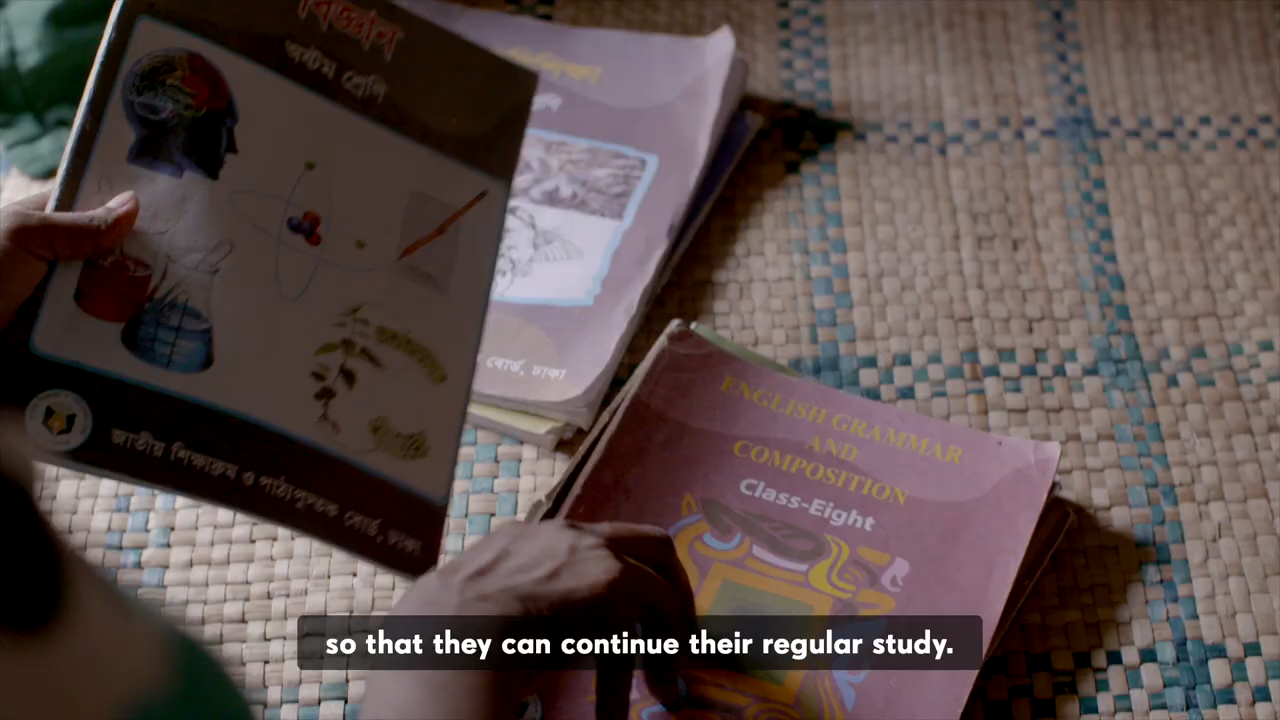 বিজ্ঞান
অষ্টম শ্রেণি
জাতীয় শিক্ষাক্রম ও পাঠ্যপুস্তক বোর্ড, ঢাকা
বোর্ড, ঢাকা
ENGLISH GRAMMAR
AND
COMPOSITION
Class-Eight
so that they can continue their regular study.